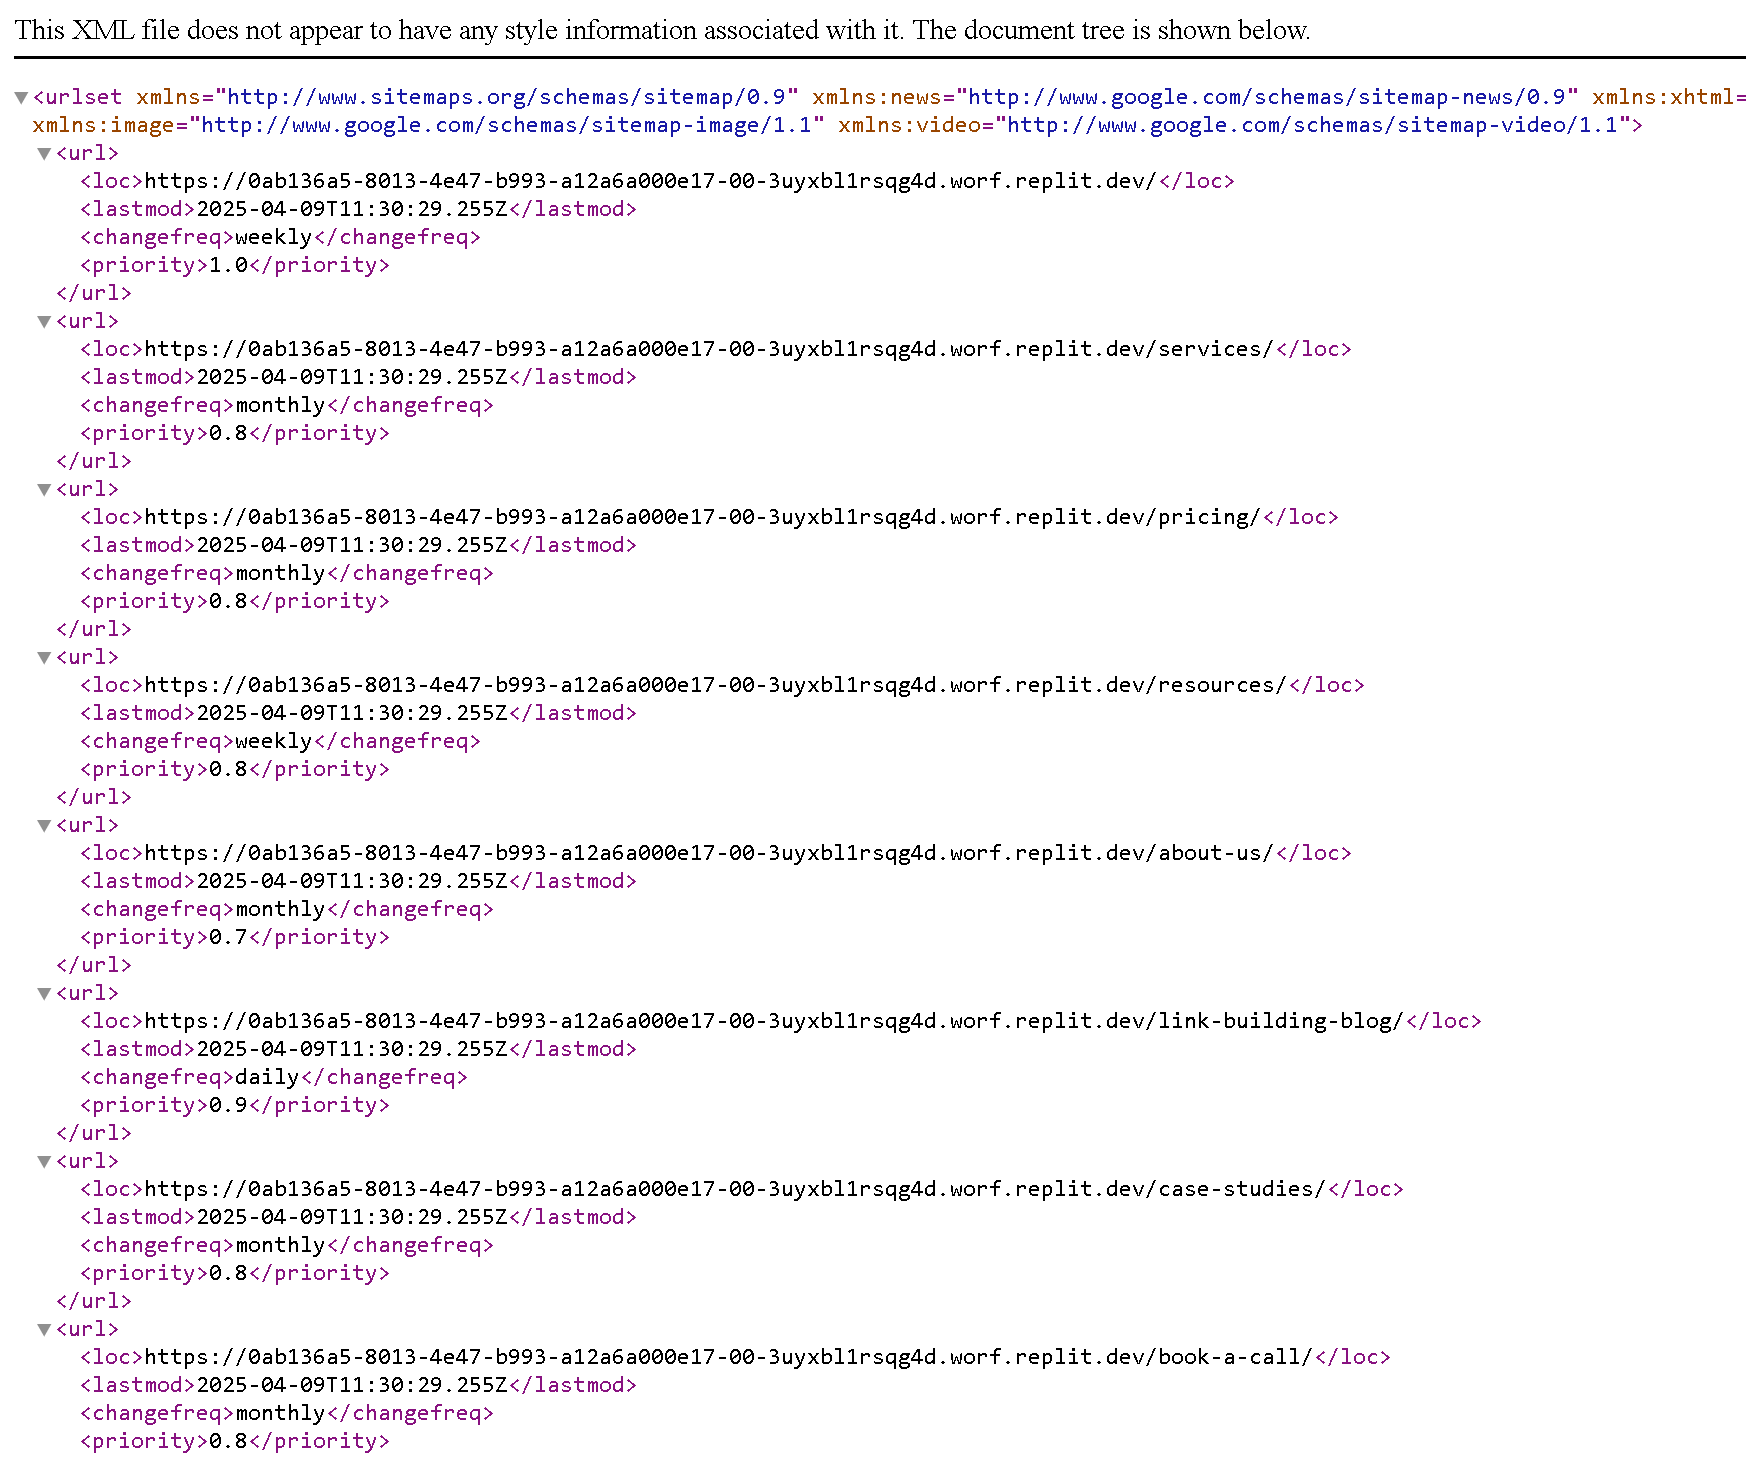 This XML file does not appear to have any style information associated with it. The document tree is shown below.
<urlset xmlns="http://www.sitemaps.org/schemas/sitemap/0.9" xmlns:news="http://www.google.com/schemas/sitemap-news/0.9" xmlns:xhtml=
xmlns:image="http://www.google.com/schemas/sitemap-image/1.1" xmlns:video="http://www.google.com/schemas/sitemap-video/1.1">
<url>
<loc>https://0ab136a5-8013-4e47-b993-a12a6a000e17-00-3uyxbl1rsqg4d.worf.replit.dev/</loc>
<lastmod>2025-04-09T11:30:29.255Z</lastmod>
<changefreq>weekly</changefreq>
<priority>1.0</priority>
</url>
<url>
<loc>https://0ab136a5-8013-4e47-b993-a12a6a000e17-00-3uyxbl1rsqg4d.worf.replit.dev/services/</loc>
<lastmod>2025-04-09T11:30:29.255Z</lastmod>
<changefreq>monthly</changefreq>
<priority>0.8</priority>
</url>
<url>
<loc>https://0ab136a5-8013-4e47-b993-a12a6a000e17-00-3uyxbl1rsqg4d.worf.replit.dev/pricing/</loc>
<lastmod>2025-04-09T11:30:29.255Z</lastmod>
<changefreq>monthly</changefreq>
<priority>0.8</priority>
</url>
<url>
<loc>https://0ab136a5-8013-4e47-b993-a12a6a000e17-00-3uyxbl1rsqg4d.worf.replit.dev/resources/</loc>
<lastmod>2025-04-09T11:30:29.255Z</lastmod>
<changefreq>weekly</changefreq>
<priority>0.8</priority>
</url>
<url>
<loc>https://0ab136a5-8013-4e47-b993-a12a6a000e17-00-3uyxbl1rsqg4d.worf.replit.dev/about-us/</loc>
<lastmod>2025-04-09T11:30:29.255Z</lastmod>
<changefreq>monthly</changefreq>
<priority>0.7</priority>
</url>
<url>
<loc>https://0ab136a5-8013-4e47-b993-a12a6a000e17-00-3uyxbl1rsqg4d.worf.replit.dev/link-building-blog/</loc>
<lastmod>2025-04-09T11:30:29.255Z</lastmod>
<changefreq>daily</changefreq>
<priority>0.9</priority>
</url>
<url>
<loc>https://0ab136a5-8013-4e47-b993-a12a6a000e17-00-3uyxbl1rsqg4d.worf.replit.dev/case-studies/</loc>
<lastmod>2025-04-09T11:30:29.255Z</lastmod>
<changefreq>monthly</changefreq>
<priority>0.8</priority>
</url>
<url>
<loc>https://0ab136a5-8013-4e47-b993-a12a6a000e17-00-3uyxbl1rsqg4d.worf.replit.dev/book-a-call/</loc>
<lastmod>2025-04-09T11:30:29.255Z</lastmod>
<changefreq>monthly</changefreq>
<priority>0.8</priority>